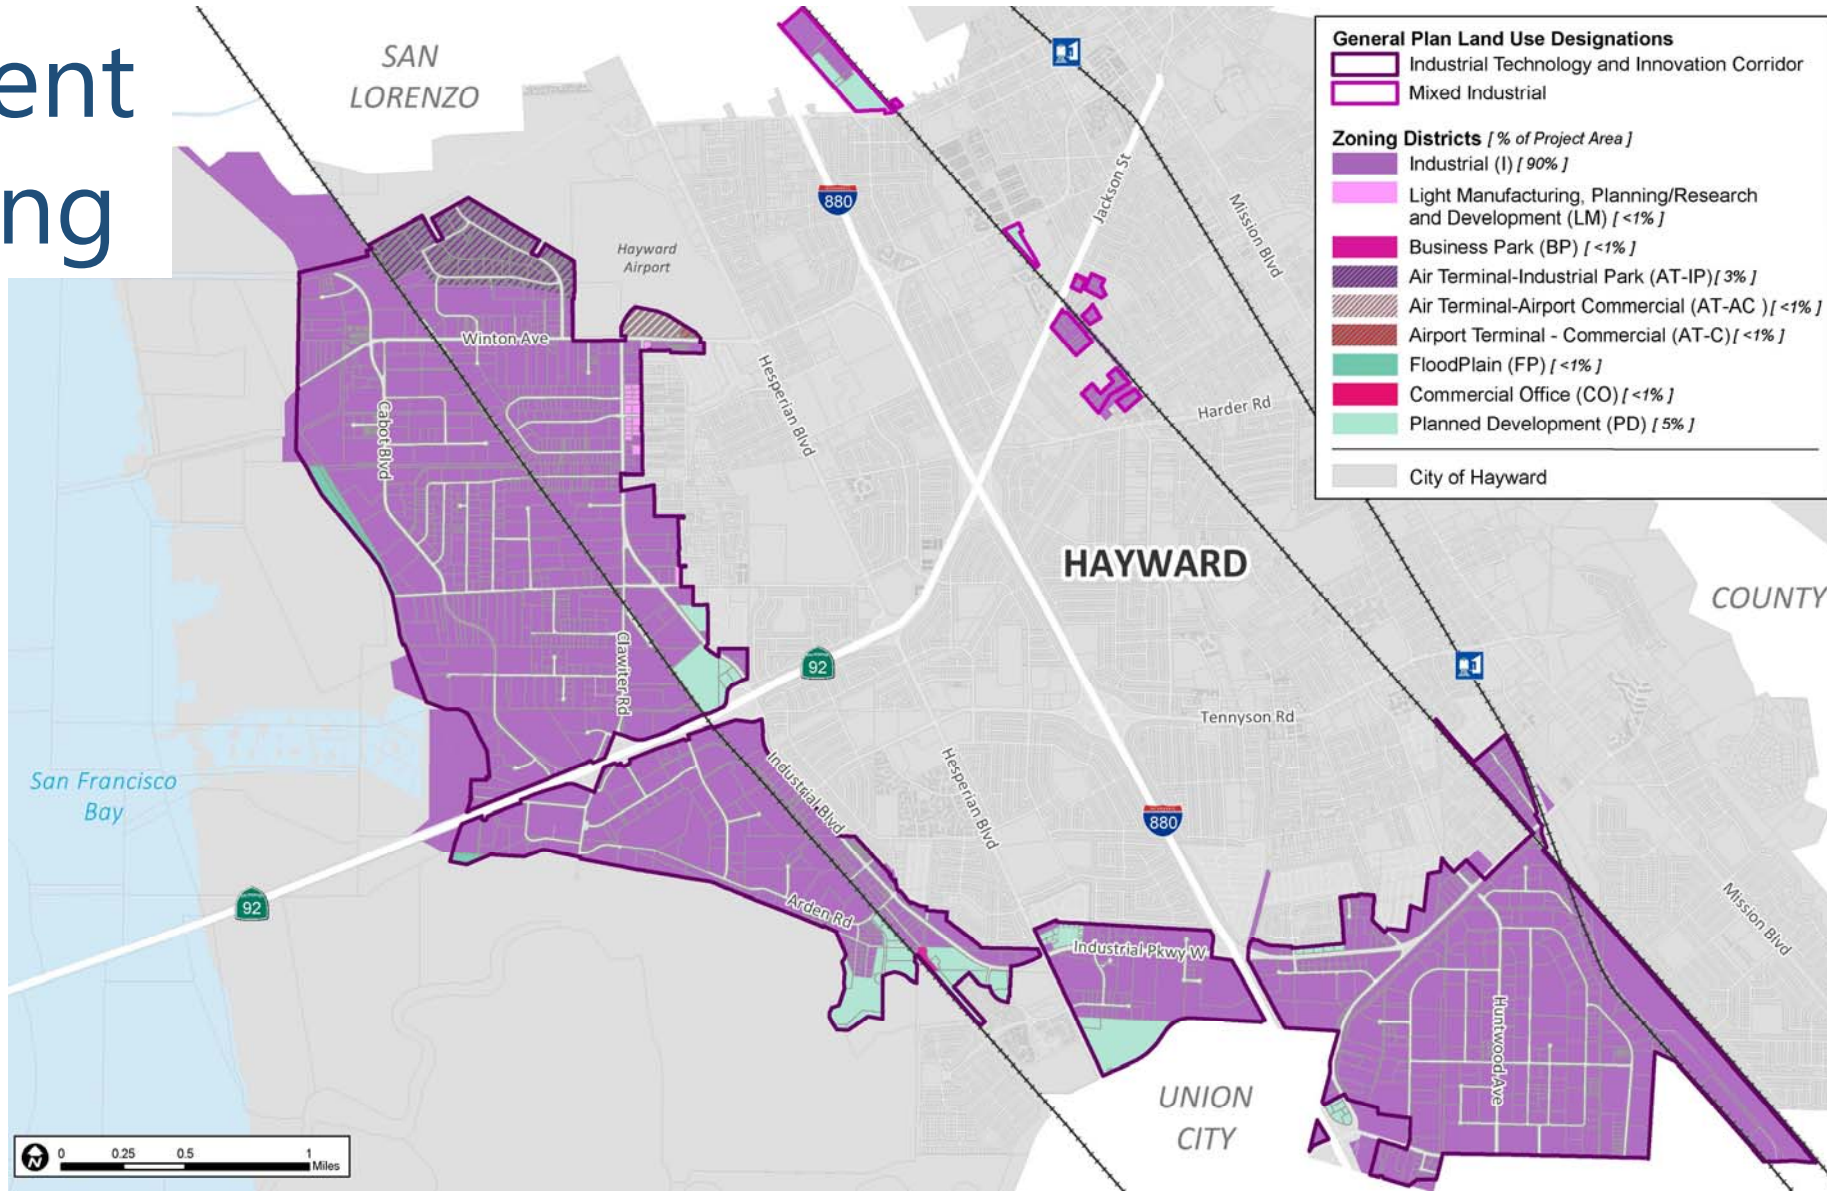 ent
ng
SAN
LORENZO
Hayward
Airport
880
Jackson St
Mission Blvd
Winton Ave
Hesperian Blvd
Cabot Blvd
Harder Rd
HAYWARD
COUNTY
Clawiter Rd
92
Tennyson Rd
San Francisco
Bay
Industrial Blvd
Hesperian Blvd
880
92
Arden Rd
Industrial Pkwy W
Mission Blvd
Huntwood Ave
UNION
CITY
N
0 0.25 0.5 1
Miles
General Plan Land Use Designations
Industrial Technology and Innovation Corridor
Mixed Industrial
Zoning Districts [ % of Project Area ]
Industrial (I) [ 90% ]
Light Manufacturing, Planning/Research
and Development (LM) [ <1% ]
Business Park (BP) [ <1% ]
Air Terminal-Industrial Park (AT-IP)[ 3% ]
Air Terminal-Airport Commercial (AT-AC )[ <1% ]
Airport Terminal - Commercial (AT-C)[ <1% ]
FloodPlain (FP) [ <1% ]
Commercial Office (CO)[ <1% ]
Planned Development (PD) [ 5% ]
City of Hayward